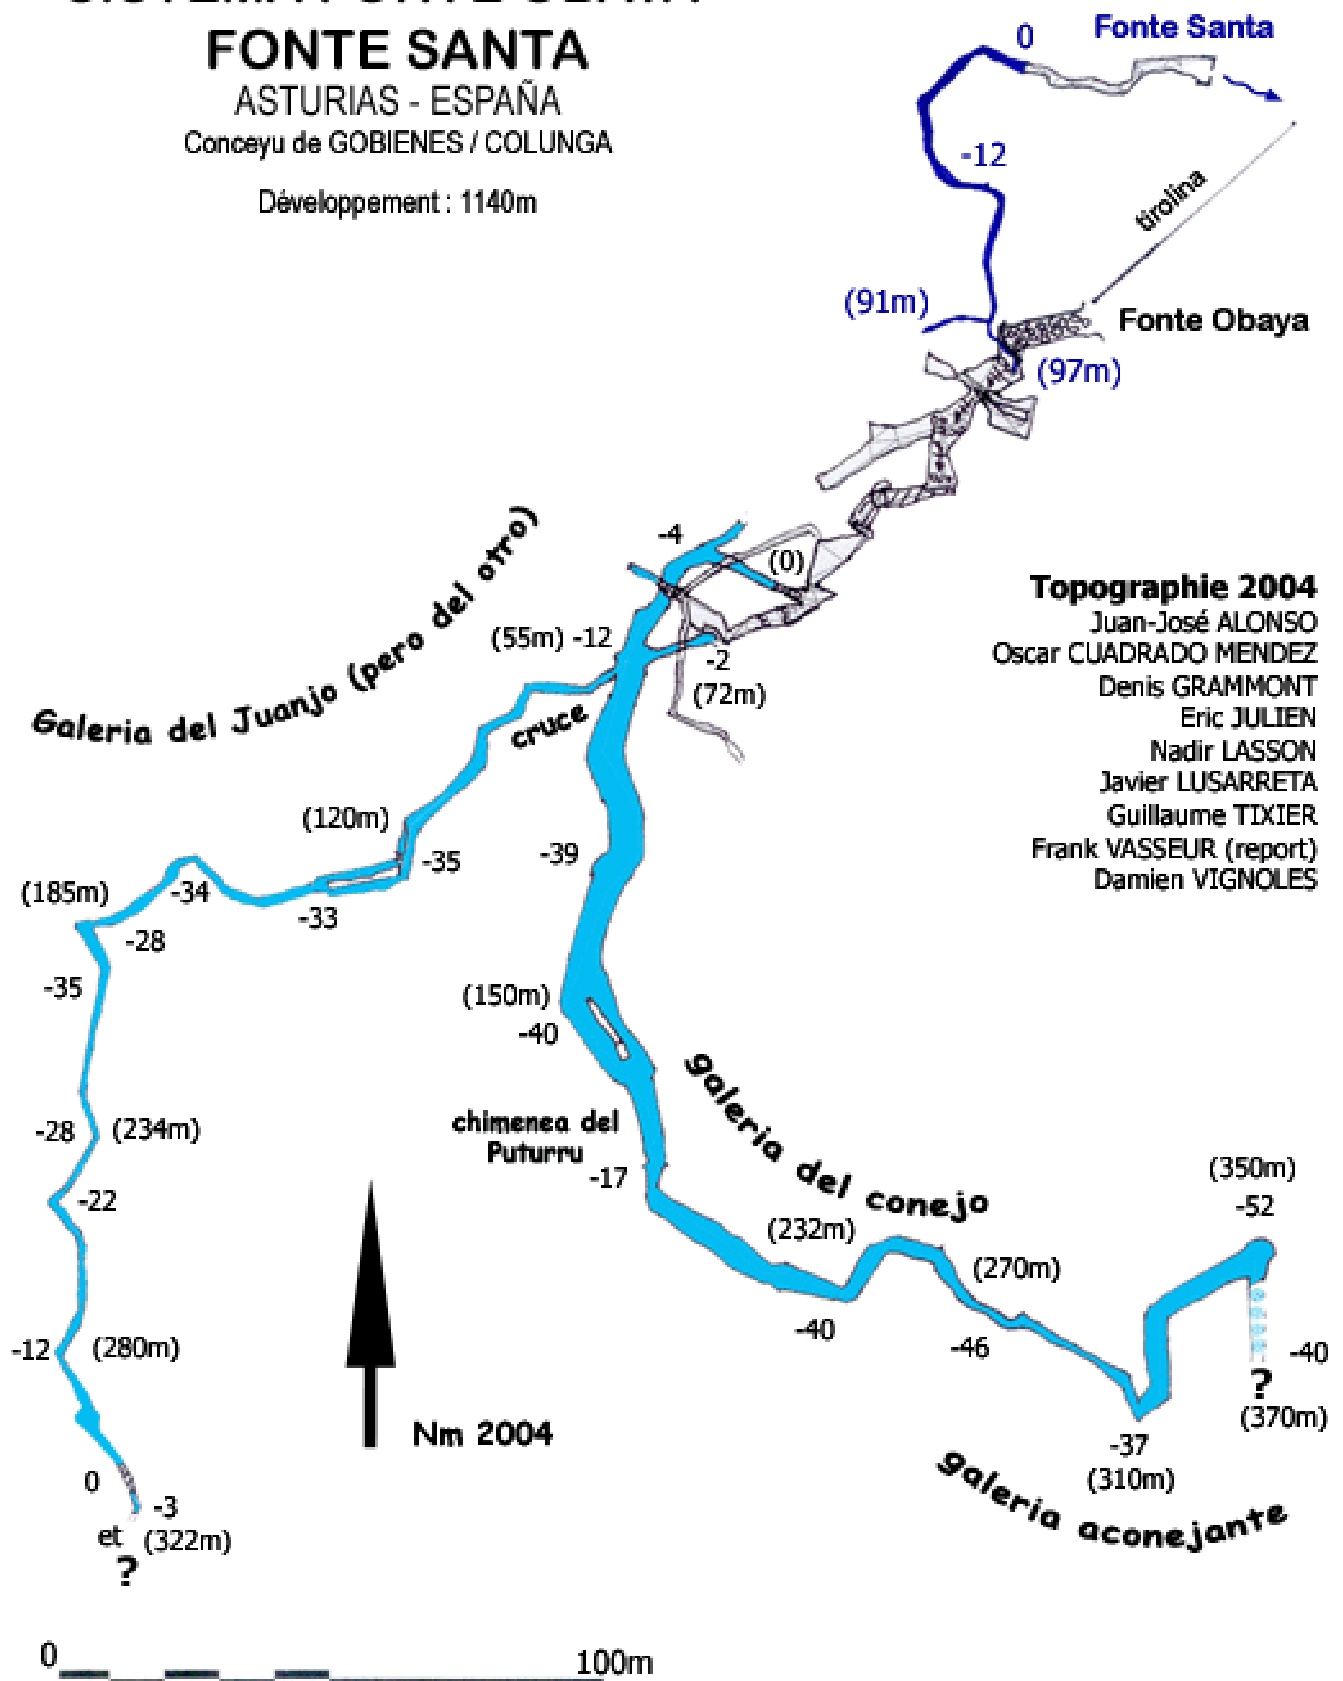 FONTE SANTA
ASTURIAS - ESPAÑA
Conceyu de GOBIENES / COLUNGA
Développement : 1140m
0
Fonte Santa
-12
tirolina
(91m)
Fonte Obaya
(97m)
-4
(0)
Galeria del Juanjo (pero del otro)
(55m) -12
-2
(72m)
cruce
Topographie 2004
Juan-José ALONSO
Oscar CUADRADO MENDEZ
Denis GRAMMONT
Eric JULIEN
Nadir LASSON
Javier LUSARRETA
Guillaume TIXIER
Frank VASSEUR (report)
Damien VIGNOLES
(120m)
-35
-39
(185m)
-34
-33
-28
-35
(150m)
-40
galeria del conejo
chimenea del
Puturru
-17
-28
(234m)
-22
(350m)
-52
(232m)
(270m)
-40
-46
-12
(280m)
-40
?
(370m)
Nm 2004
-37
(310m)
galeria aconejante
0
-3
et
(322m)
?
0
100m